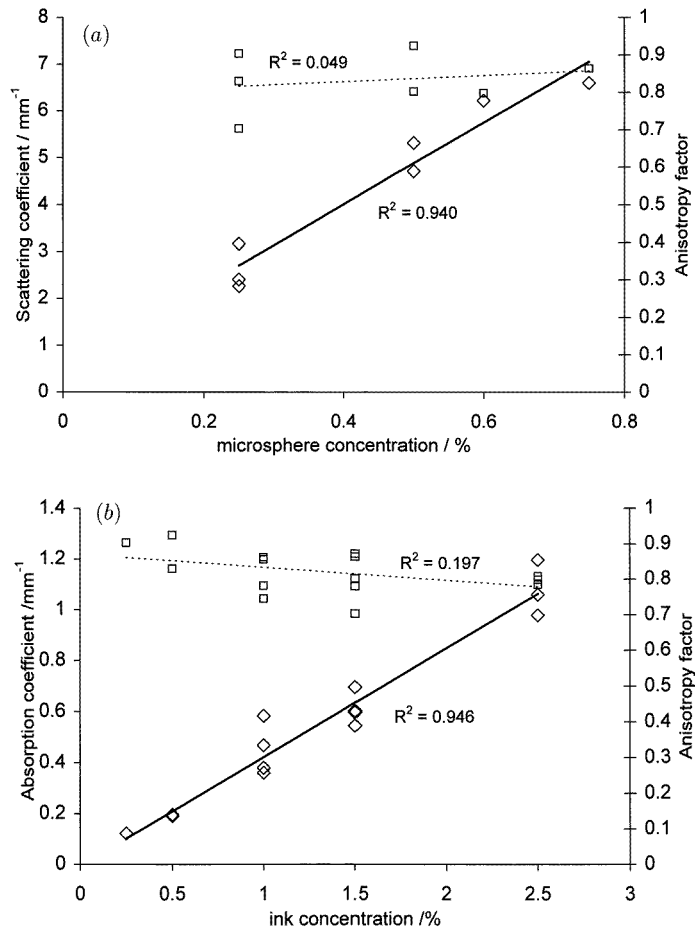 (a)
8
7
6
5
4
3
2
1
0
Scattering coefficient / mm⁻¹
R² = 0.049
R² = 0.940
1
0.9
0.8
0.7
0.6
0.5
0.4
0.3
0.2
0.1
0
Anisotropy factor
0 0.2 0.4 0.6 0.8
microsphere concentration / %
(b)
1.4
1.2
1
0.8
0.6
0.4
0.2
0
Absorption coefficient /mm⁻¹
R² = 0.197
R² = 0.946
1
0.9
0.8
0.7
0.6
0.5
0.4
0.3
0.2
0.1
0
Anisotropy factor
0 0.5 1 1.5 2 2.5 3
ink concentration /%